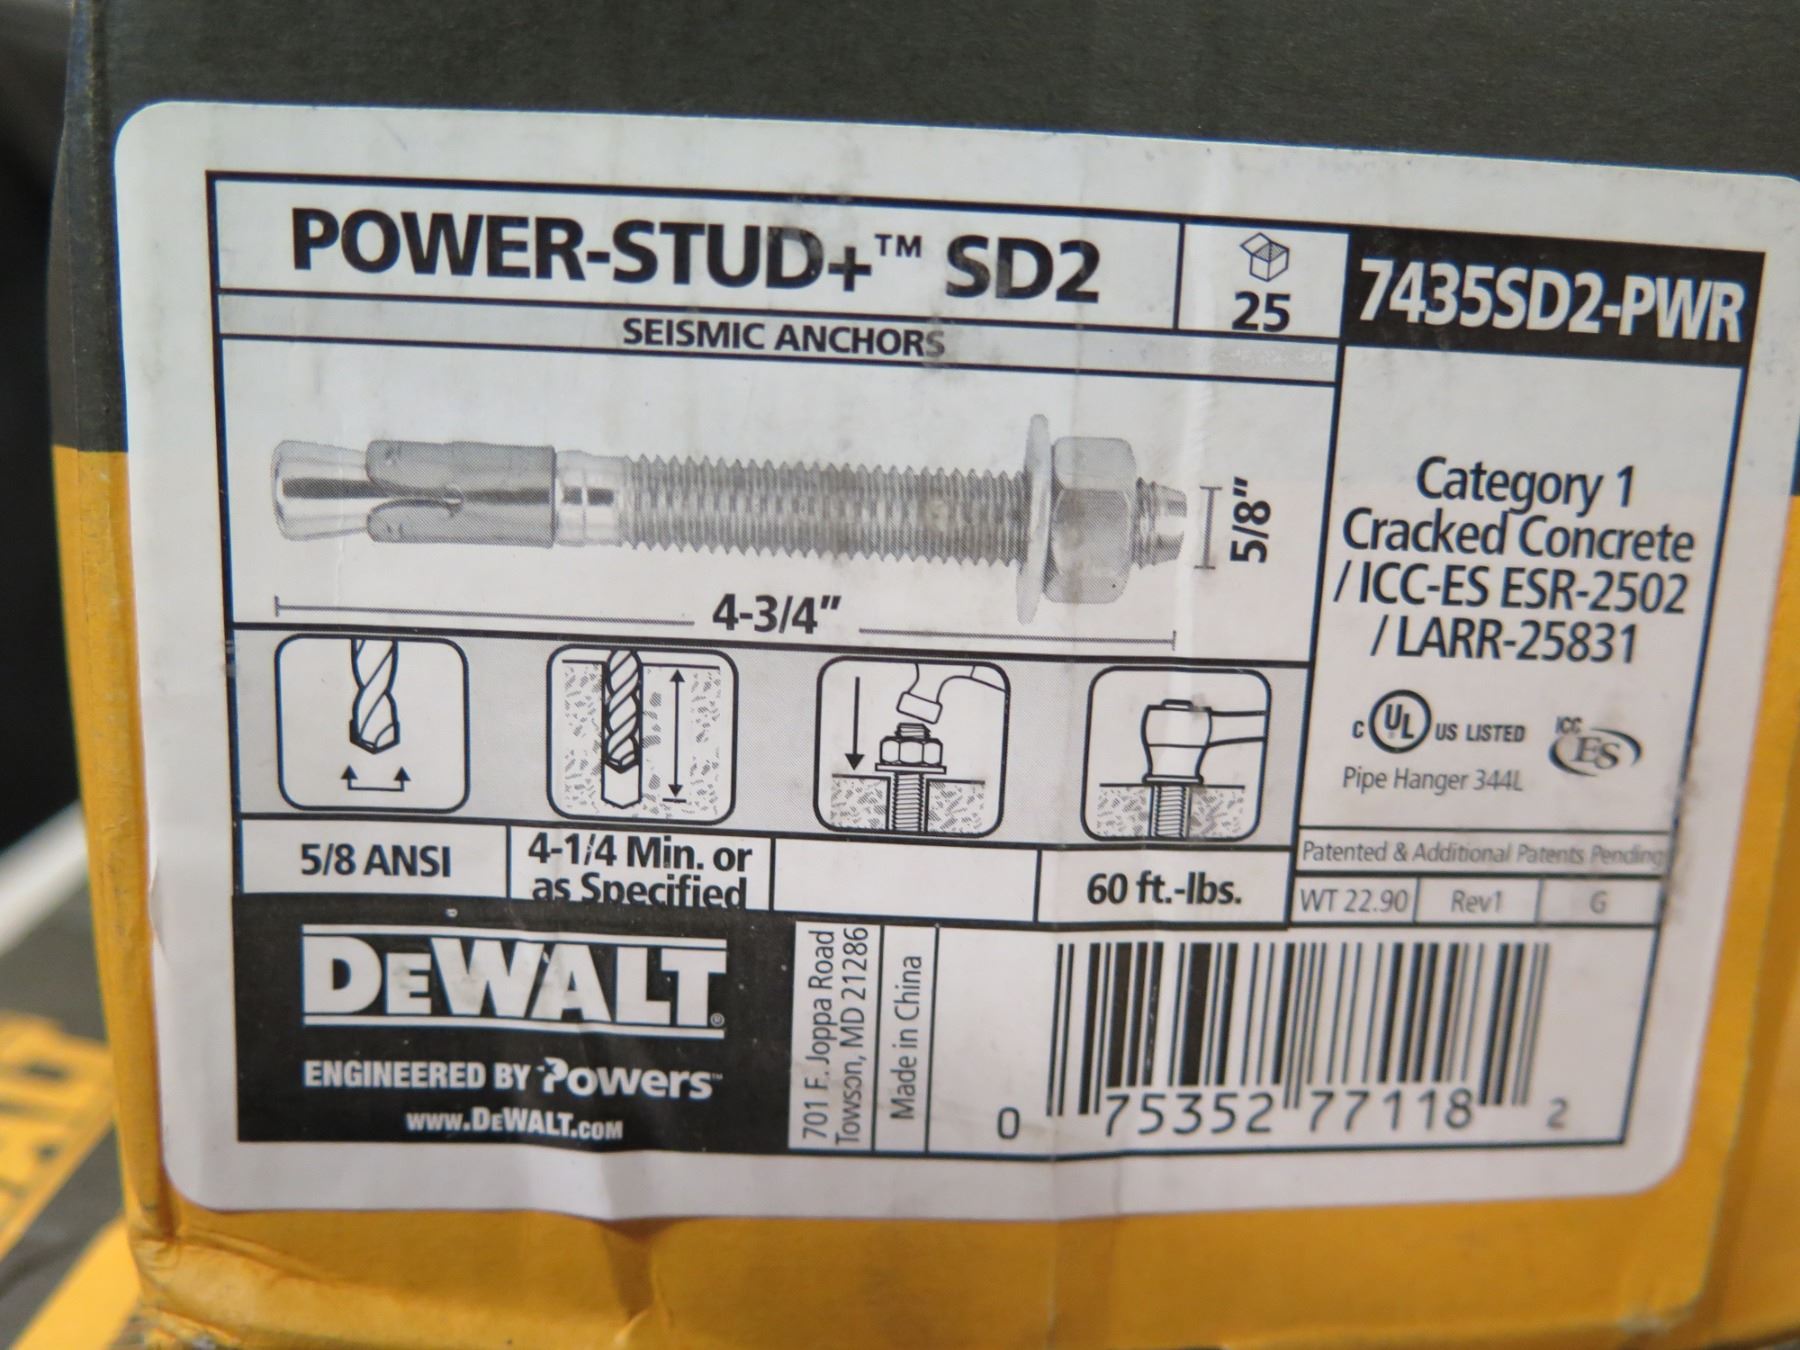 POWER-STUD+™ SD2
25
7435SD2-PWR
SEISMIC ANCHORS
5/8"
4-3/4"
Category 1
Cracked Concrete
/ ICC-ES ESR-2502
/ LARR-25831
C UL US LISTED
ICC ES
Pipe Hanger 344L
5/8 ANSI
4-1/4 Min. or
as Specified
60 ft.-lbs.
Patented & Additional Patents Pending
WT 22.90
Rev1
G
DEWALT®
ENGINEERED BY Powers™
www.DEWALT.com
701 E. Joppa Road
Towson, MD 21286
Made in China
0 75352 77118 2